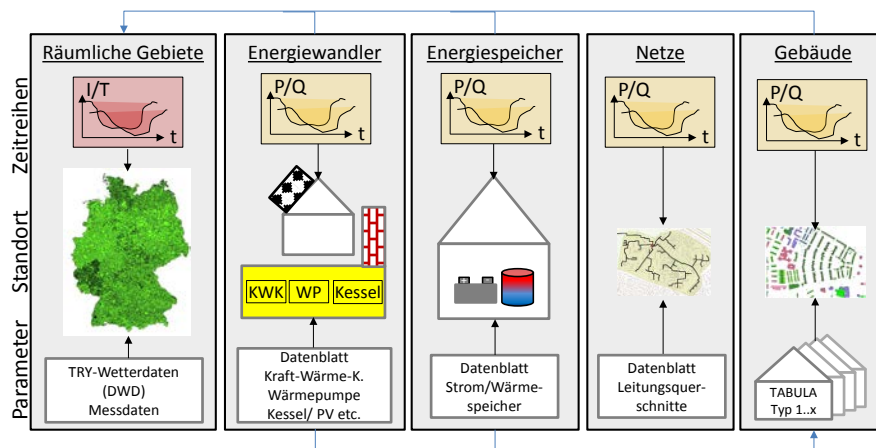 Räumliche Gebiete
Energiewandler
Energiespeicher
Netze
Gebäude
Zeitreihen
Standort
Parameter
I/T
t
P/Q
t
P/Q
t
P/Q
t
P/Q
t
KWK
WP
Kessel
TRY-Wetterdaten
(DWD)
Messdaten
Datenblatt
Kraft-Wärme-K.
Wärmepumpe
Kessel/ PV etc.
Datenblatt
Strom/Wärme-
speicher
Datenblatt
Leitungsquer-
schnitte
TABULA
Typ 1..x